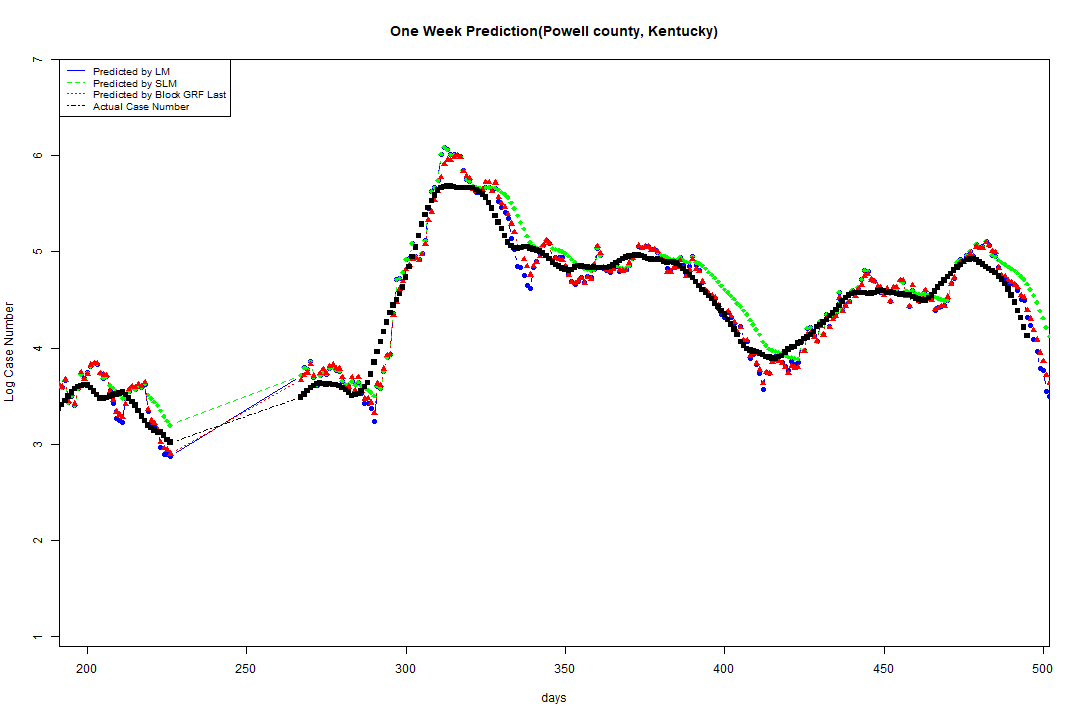 One Week Prediction(Powell county, Kentucky)
Predicted by LM
Predicted by SLM
Predicted by Block GRF Last
Actual Case Number
7
6
5
4
3
2
1
Log Case Number
200 250 300 350 400 450 500
days